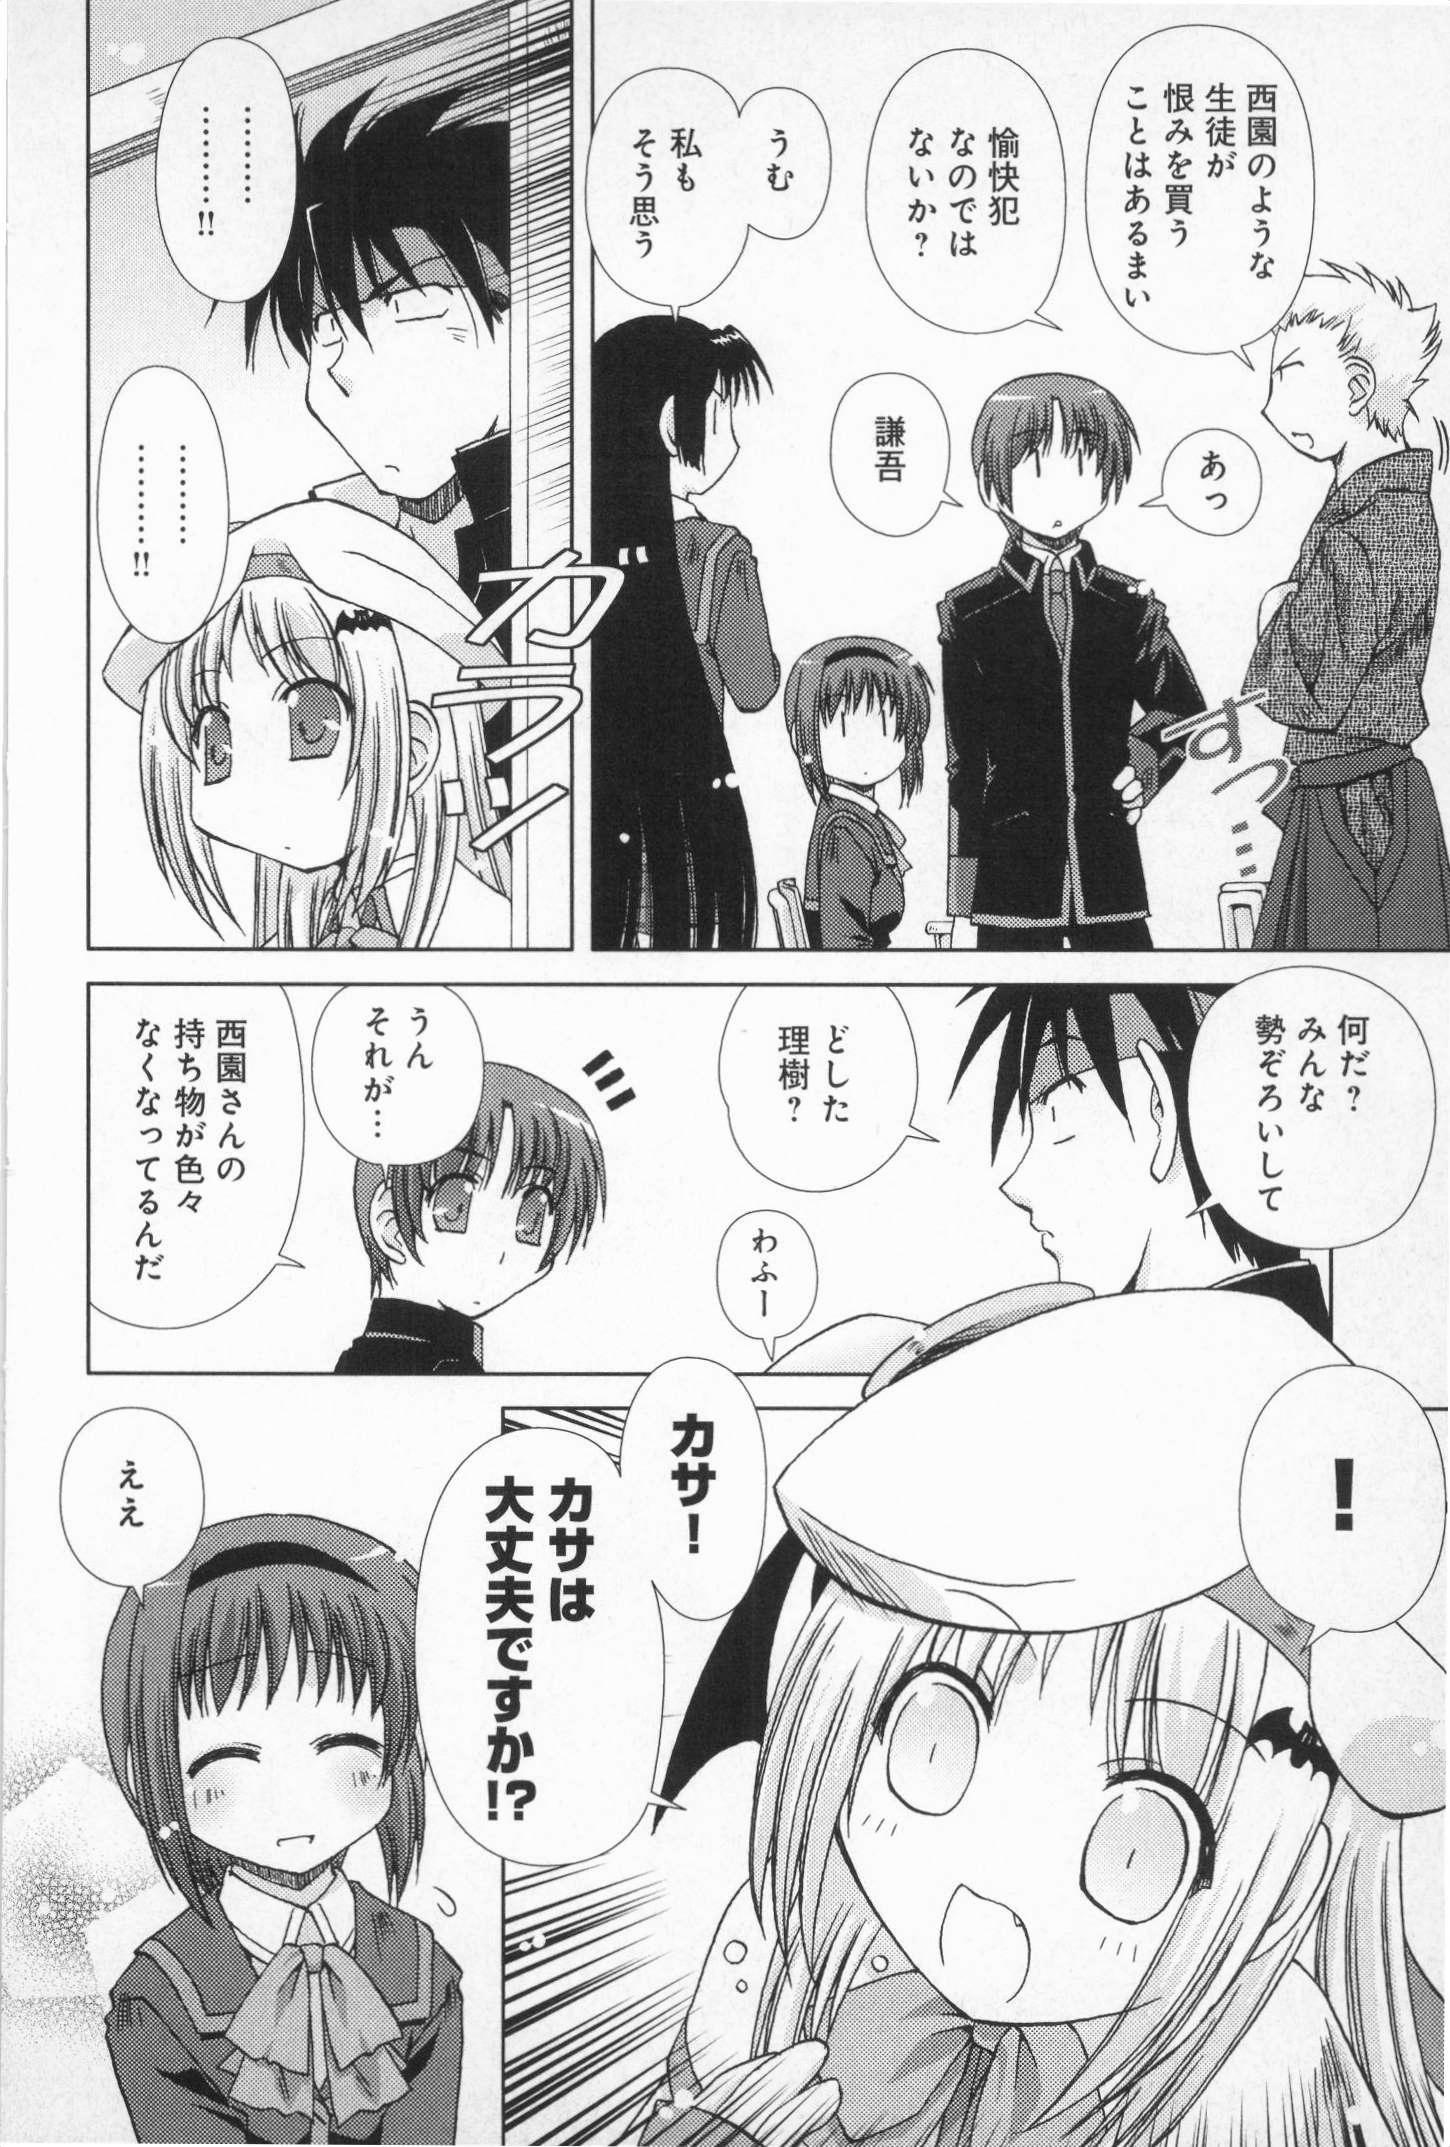 西園のような
生徒が
恨みを買う
ことはあるまい
愉快犯
なのでは
ないか?
うむ
私も
そう思う
あっ
謙吾
すっ…
ガラッ
………
…………!!
………
…………!!
何だ?
みんな
勢ぞろいして
どした
理樹?
わふー
うん
それが…
西園さんの
持ち物が色々
なくなってるんだ
!
カサ!
カサは
大丈夫ですか!?
ええ